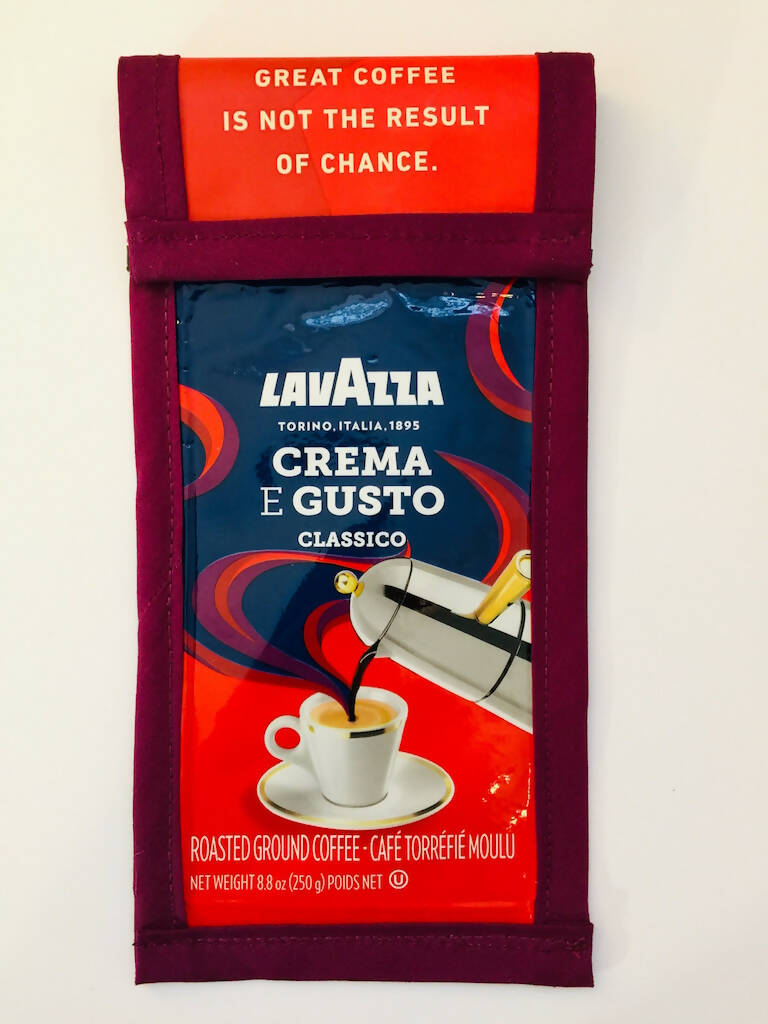 GREAT COFFEE
IS NOT THE RESULT
OF CHANCE.
LAVAZZA
TORINO, ITALIA, 1895
CREMA
E GUSTO
CLASSICO
ROASTED GROUND COFFEE - CAFÉ TORRÉFIÉ MOULU
NET WEIGHT 8.8 oz (250 g) POIDS NET Ⓤ